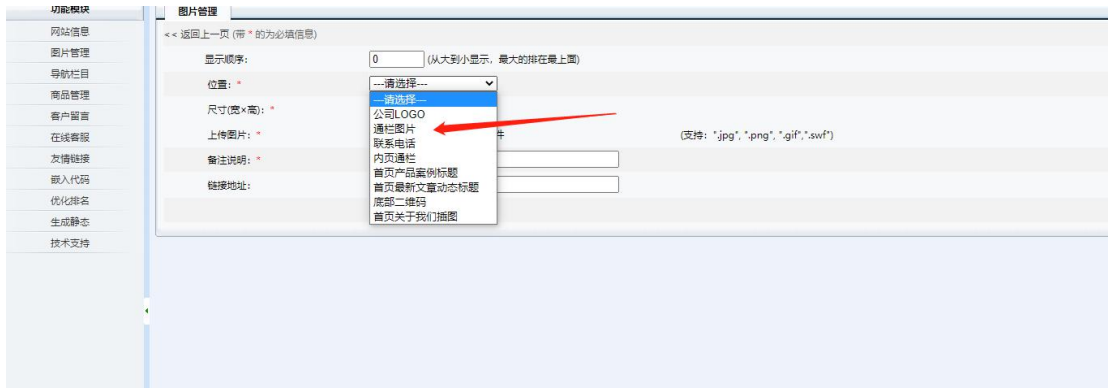 功能模块
图片管理
网站信息
<< 返回上一页 (带 * 的为必填信息)
图片管理
显示顺序: 0 (从大到小显示, 最大的排在最上面)
导航栏目
位置: * ---请选择---
商品管理
---请选择---
尺寸(宽×高): *
公司LOGO
客户留言
通栏图片
在线客服
上传图片: * 件 (支持: ".jpg", ".png", ".gif",".swf")
联系电话
友情链接
备注说明: *
内页通栏
首页产品案例标题
嵌入代码
链接地址:
首页最新文章动态标题
优化排名
底部二维码
首页关于我们插图
生成静态
技术支持